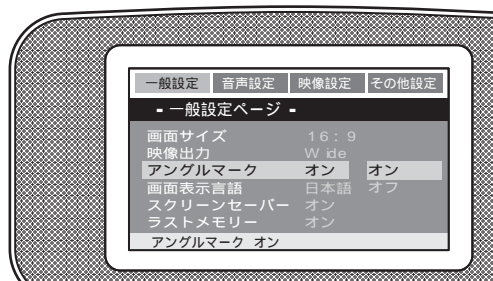 一般設定 音声設定 映像設定 その他設定
- 一般設定ページ -
画面サイズ 16:9
映像出力 Wide
アングルマーク オン オン
画面表示言語 日本語 オフ
スクリーンセーバー オン
ラストメモリー オン
アングルマーク オン